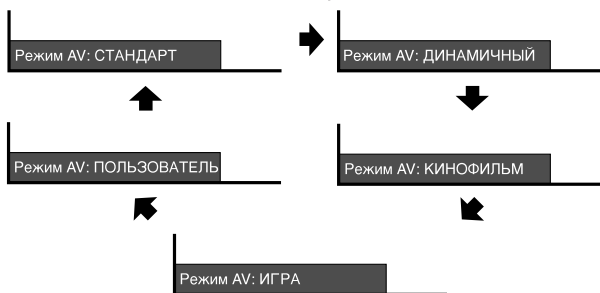 Режим AV: СТАНДАРТ
Режим AV: ДИНАМИЧНЫЙ
Режим AV: ПОЛЬЗОВАТЕЛЬ
Режим AV: КИНОФИЛЬМ
Режим AV: ИГРА